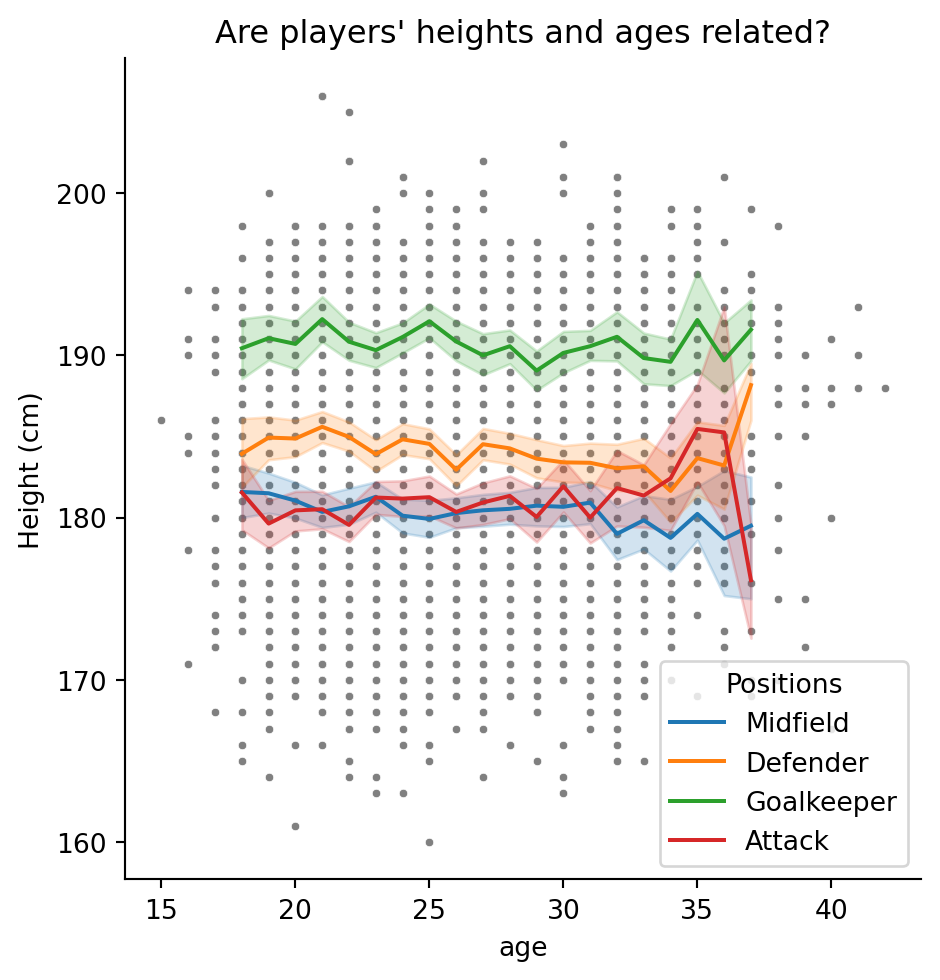 Are players' heights and ages related?
Height (cm)
200
190
180
170
160
15 20 25 30 35 40
age
Positions
Midfield
Defender
Goalkeeper
Attack